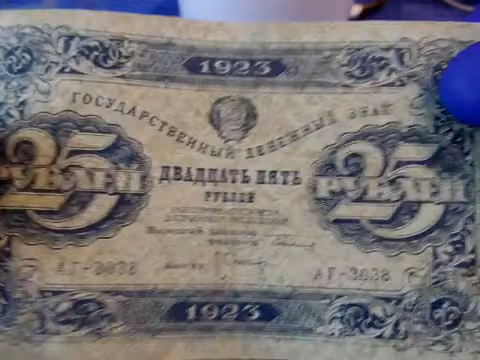 1923
ГОСУДАРСТВЕННЫЙ ДЕНЕЖНЫЙ ЗНАК
25
РУБЛЕЙ
ДВАДЦАТЬ ПЯТЬ
РУБЛЕЙ
25
РУБЛЕЙ
АГ-3038
АГ-3038
1923